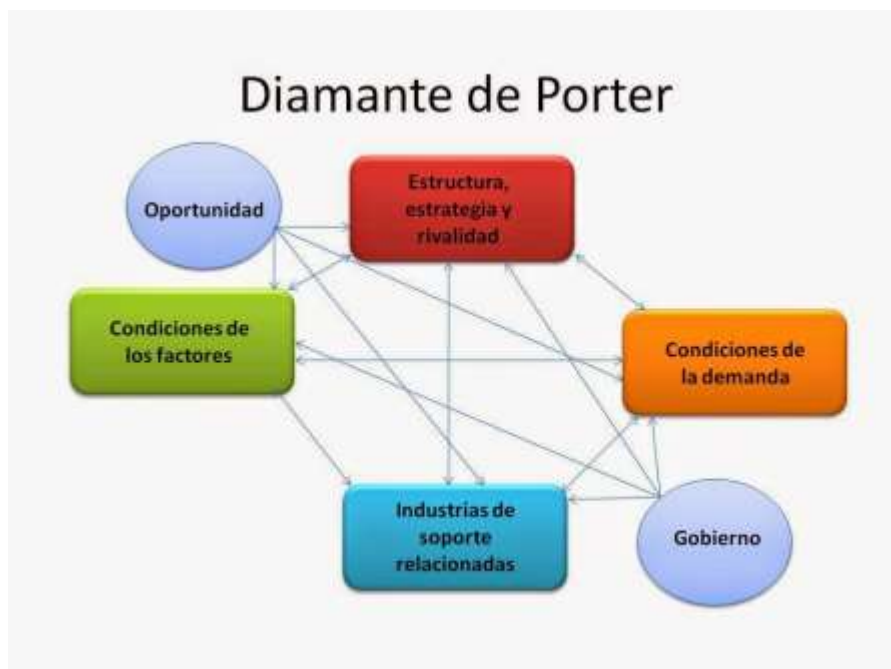 Diamante de Porter
Oportunidad
Estructura,
estrategia y
rivalidad
Condiciones de
los factores
Condiciones de
la demanda
Industrias de
soporte
relacionadas
Gobierno